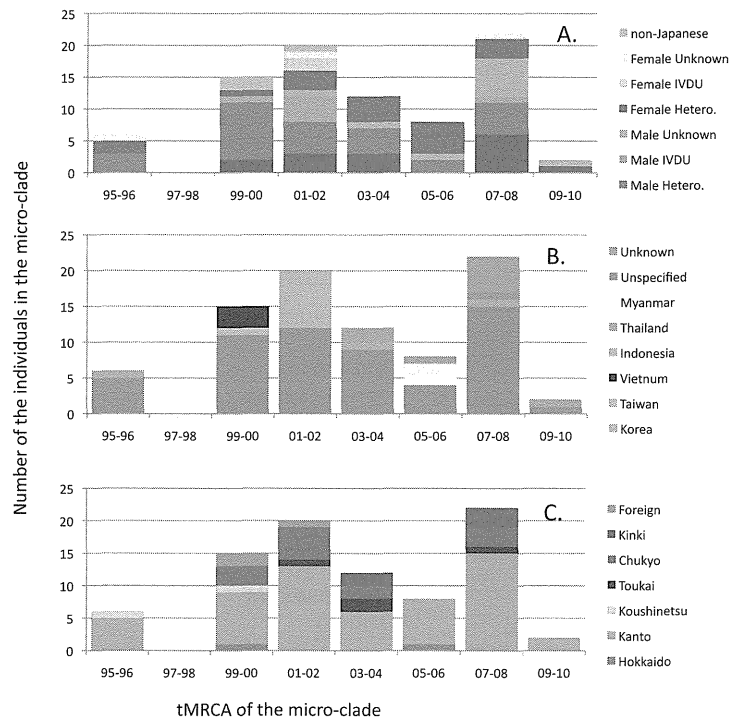 Number of the individuals in the micro-clade
25
20
15
10
5
0
A.
95-96 97-98 99-00 01-02 03-04 05-06 07-08 09-10
non-Japanese
Female Unknown
Female IVDU
Female Hetero.
Male Unknown
Male IVDU
Male Hetero.
25
20
15
10
5
0
B.
95-96 97-98 99-00 01-02 03-04 05-06 07-08 09-10
Unknown
Unspecified
Myanmar
Thailand
Indonesia
Vietnum
Taiwan
Korea
25
20
15
10
5
0
C.
95-96 97-98 99-00 01-02 03-04 05-06 07-08 09-10
Foreign
Kinki
Chukyo
Toukai
Koushinetsu
Kanto
Hokkaido
tMRCA of the micro-clade